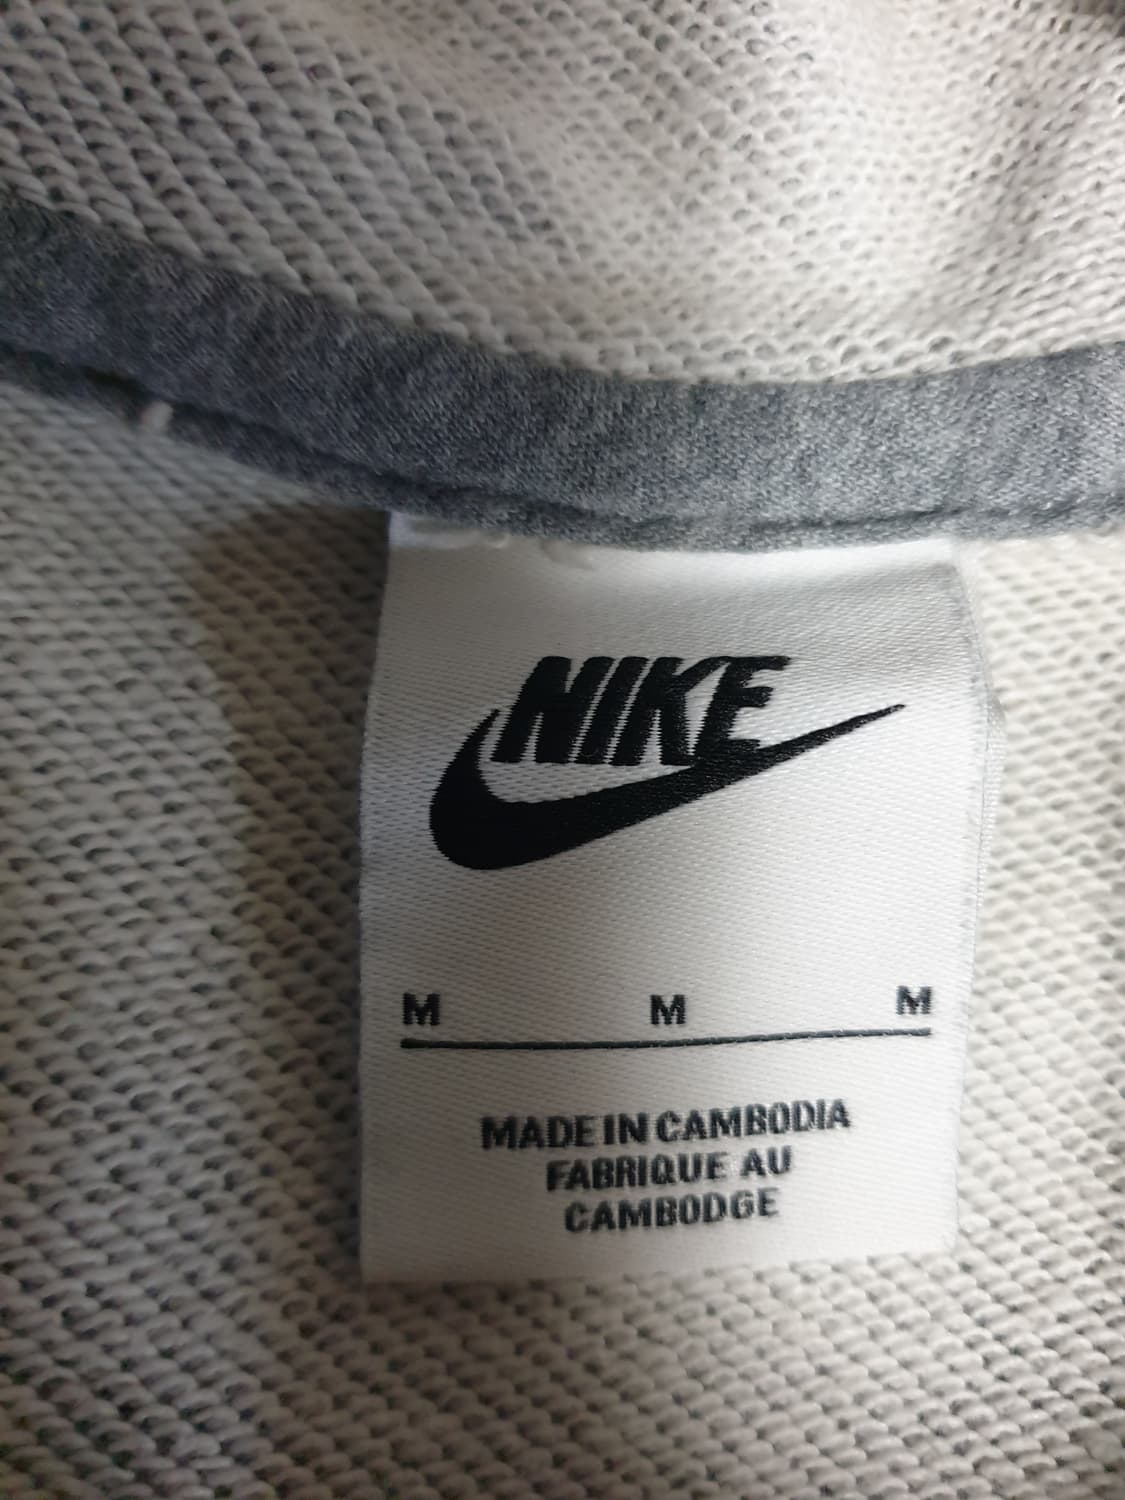 NIKE
M M M
MADE IN CAMBODIA
FABRIQUE AU
CAMBODGE